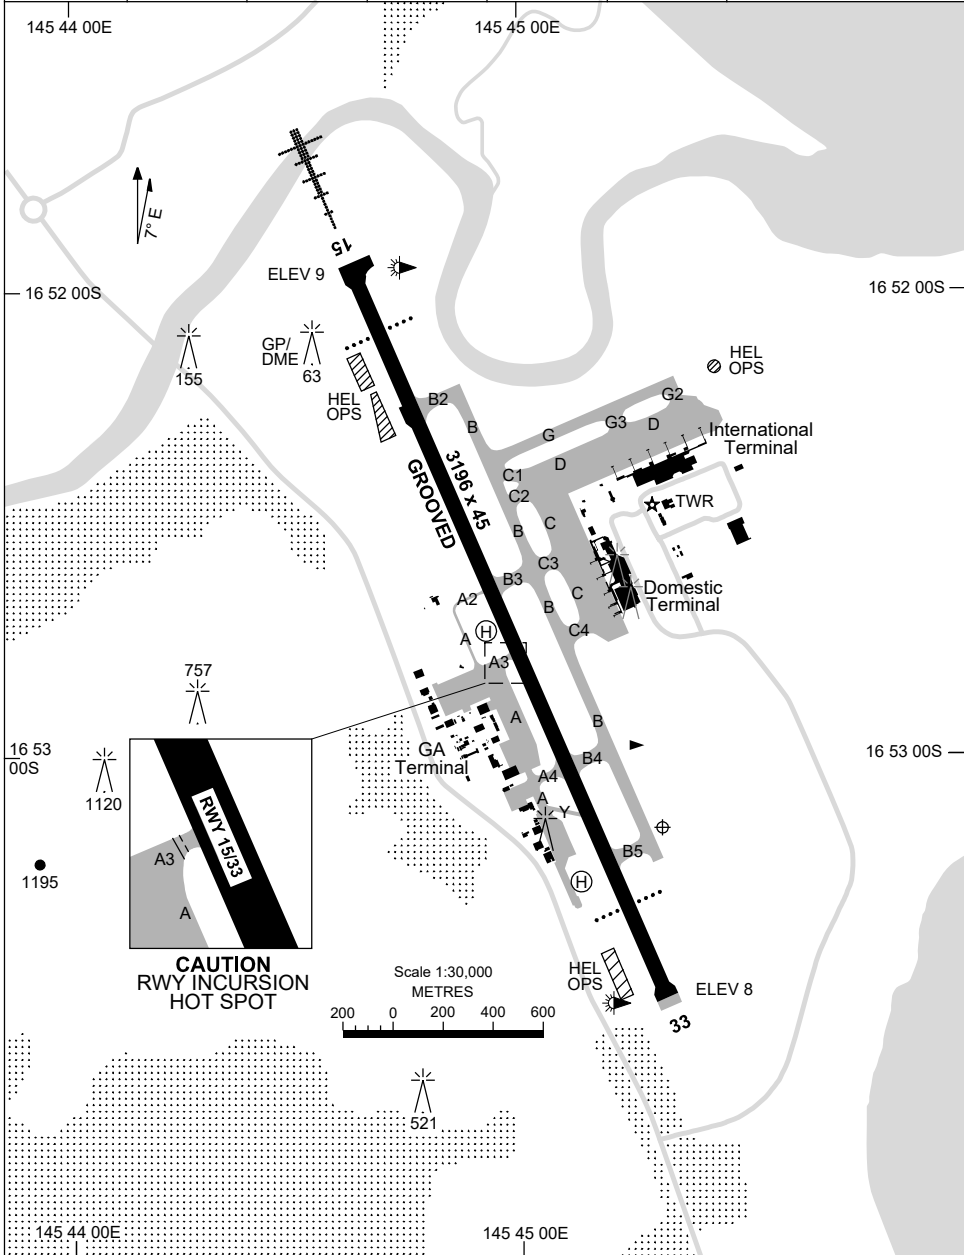 145 44 00E
145 45 00E
7° E
15
ELEV 9
16 52 00S
16 52 00S
GP/
DME
155
63
HEL
OPS
HEL
OPS
B2
G2
B
G3
D
G
International
Terminal
D
3196 x 45
GROOVED
C1
C2
TWR
B
C
C3
B3
C
Domestic
Terminal
A2
B
H
C4
A
A3
757
A
B
16 53
00S
16 53 00S
GA
Terminal
B4
A4
1120
A
Y
RWY 15/33
A3
B5
1195
H
A
CAUTION
RWY INCURSION
HOT SPOT
HEL
OPS
Scale 1:30,000
METRES
ELEV 8
200 0 200 400 600
33
521
145 44 00E
145 45 00E